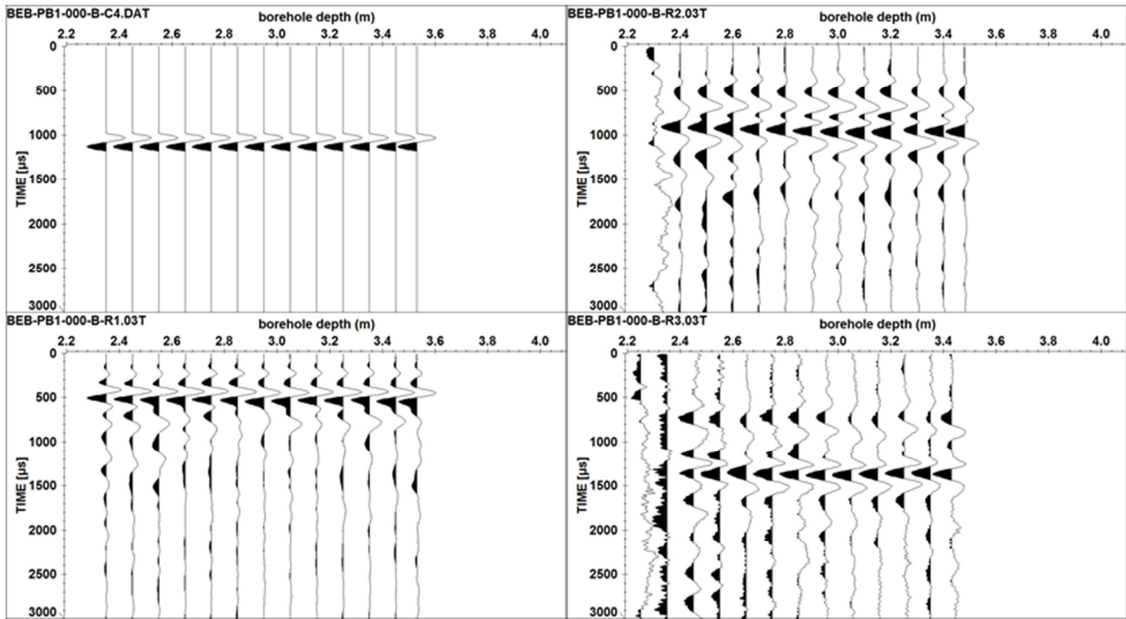 BEB-PB1-000-B-C4.DAT
borehole depth (m)
2.2 2.4 2.6 2.8 3.0 3.2 3.4 3.6 3.8 4.0
0
500
1000
1500
2000
2500
3000
TIME [µs]
BEB-PB1-000-B-R2.03T
borehole depth (m)
2.2 2.4 2.6 2.8 3.0 3.2 3.4 3.6 3.8 4.0
0
500
1000
1500
2000
2500
3000
TIME [µs]
BEB-PB1-000-B-R1.03T
borehole depth (m)
2.2 2.4 2.6 2.8 3.0 3.2 3.4 3.6 3.8 4.0
0
500
1000
1500
2000
2500
3000
TIME [µs]
BEB-PB1-000-B-R3.03T
borehole depth (m)
2.2 2.4 2.6 2.8 3.0 3.2 3.4 3.6 3.8 4.0
0
500
1000
1500
2000
2500
3000
TIME [µs]